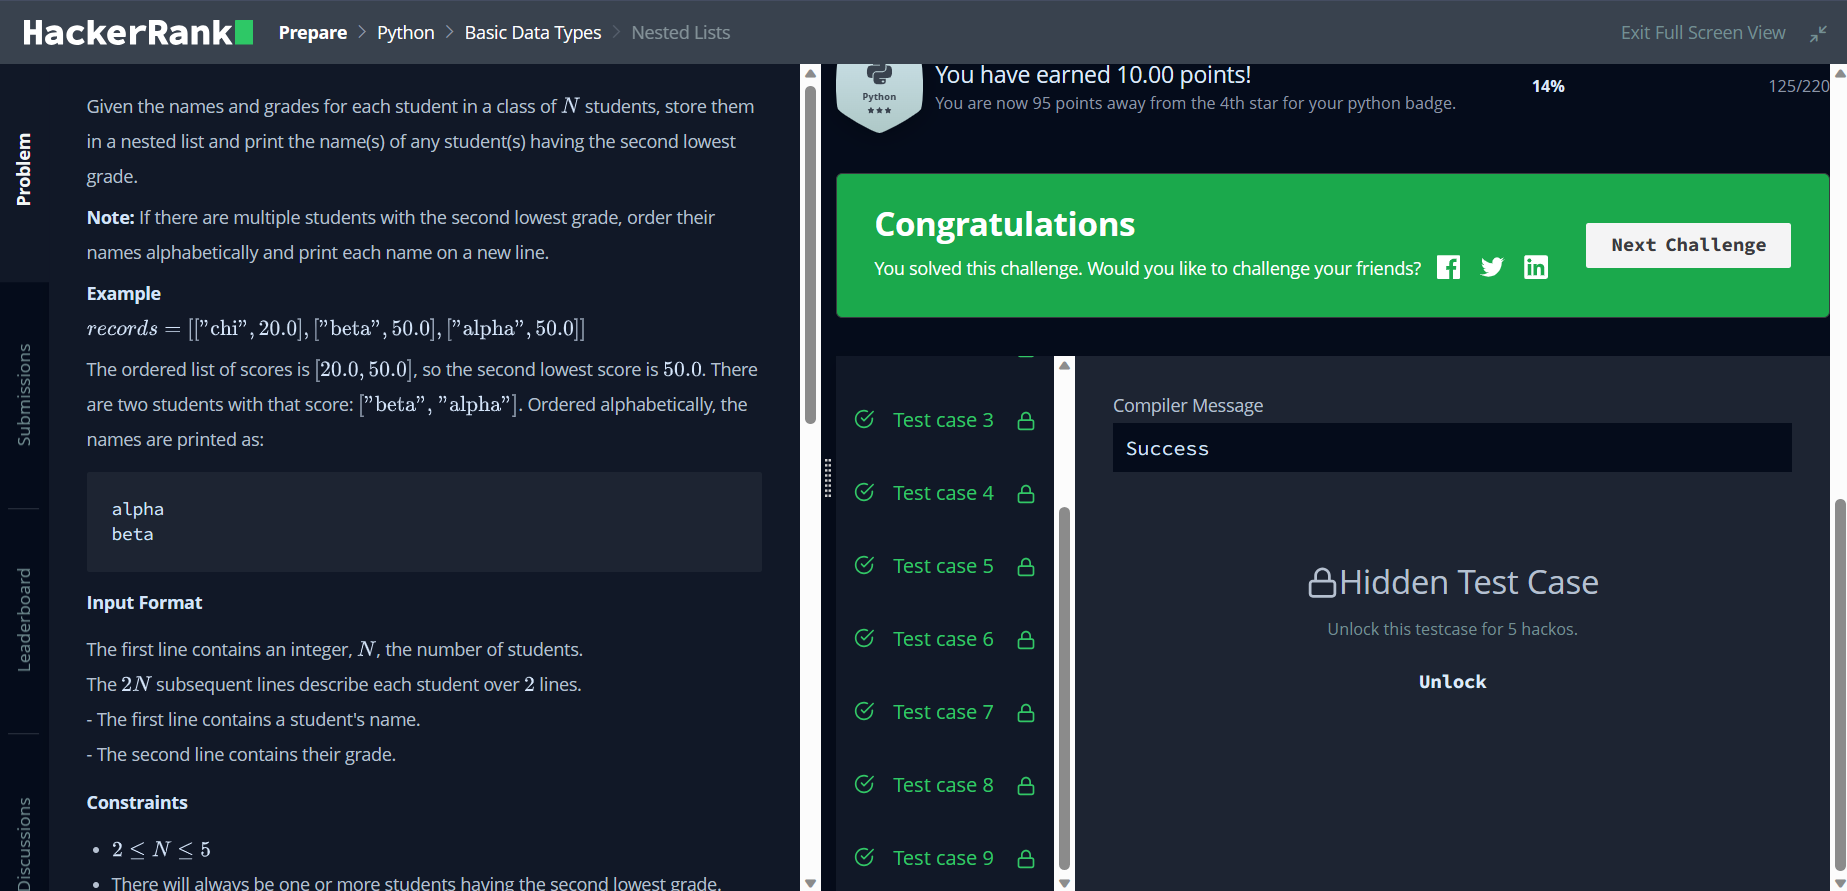 HackerRank
Prepare > Python > Basic Data Types > Nested Lists
Exit Full Screen View
Problem
Submissions
Leaderboard
Discussions
Given the names and grades for each student in a class of N students, store them
in a nested list and print the name(s) of any student(s) having the second lowest
grade.
Note: If there are multiple students with the second lowest grade, order their
names alphabetically and print each name on a new line.
Example
records = [["chi", 20.0], ["beta", 50.0], ["alpha", 50.0]]
The ordered list of scores is [20.0, 50.0], so the second lowest score is 50.0. There
are two students with that score: ["beta", "alpha"]. Ordered alphabetically, the
names are printed as:
alpha
beta
Input Format
The first line contains an integer, N, the number of students.
The 2N subsequent lines describe each student over 2 lines.
- The first line contains a student's name.
- The second line contains their grade.
Constraints
• 2 ≤ N ≤ 5
• There will always be one or more students having the second lowest grade.
Python
★★★
You have earned 10.00 points!
You are now 95 points away from the 4th star for your python badge.
14%
125/220
Congratulations
You solved this challenge. Would you like to challenge your friends?
Next Challenge
Test case 3
Test case 4
Test case 5
Test case 6
Test case 7
Test case 8
Test case 9
Compiler Message
Success
Hidden Test Case
Unlock this testcase for 5 hackos.
Unlock